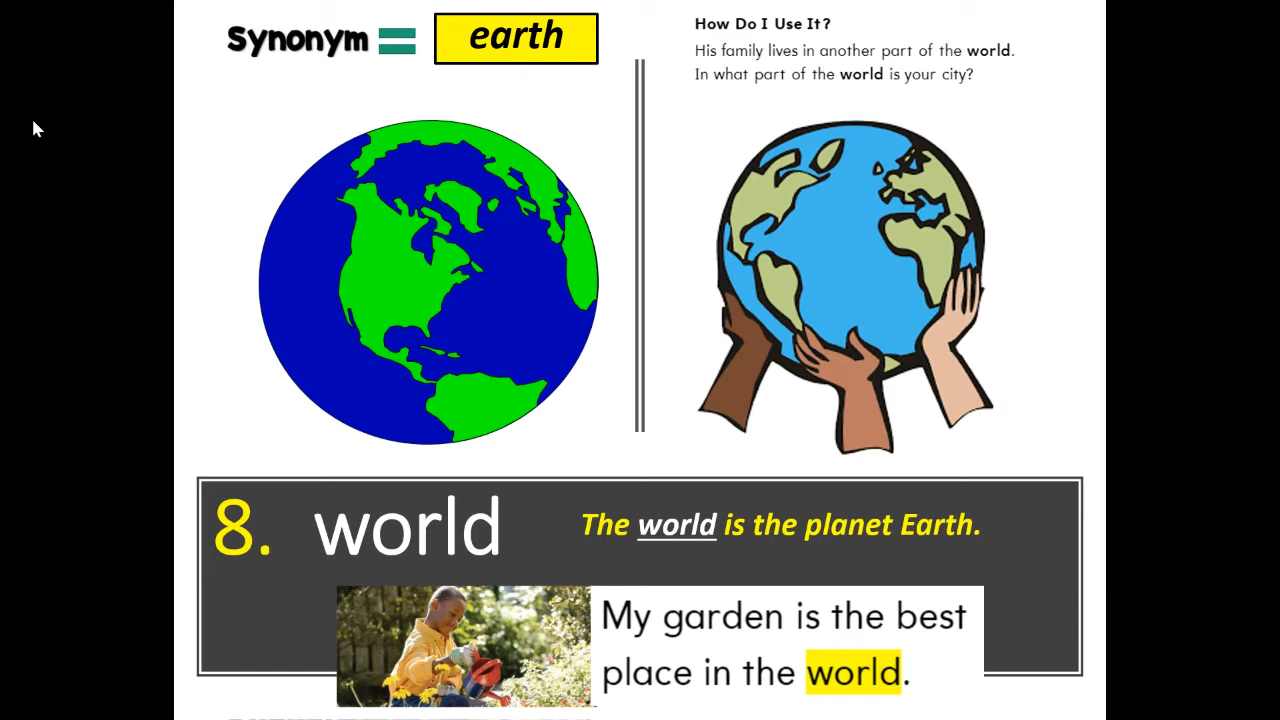 Synonym = earth
How Do I Use It?
His family lives in another part of the world.
In what part of the world is your city?
8. world
The world is the planet Earth.
My garden is the best
place in the world.